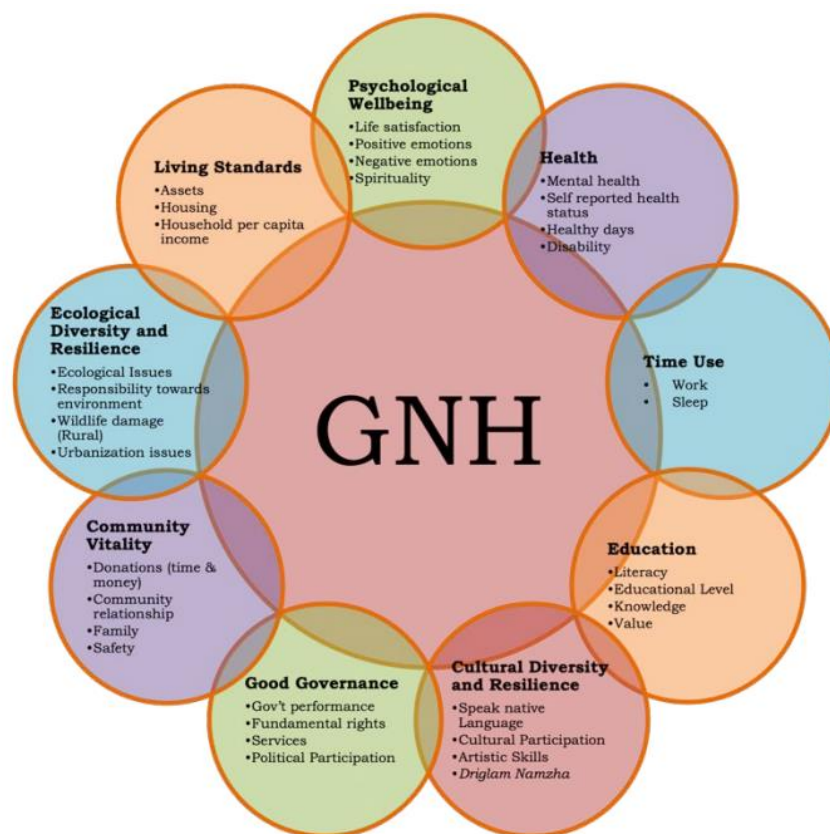 Psychological
Wellbeing
•Life satisfaction
•Positive emotions
•Negative emotions
•Spirituality
Health
•Mental health
•Self reported health
status
•Healthy days
•Disability
Time Use
• Work
• Sleep
Education
•Literacy
•Educational Level
•Knowledge
•Value
Cultural Diversity
and Resilience
•Speak native
Language
•Cultural Participation
•Artistic Skills
•Driglam Namzha
Good Governance
•Gov't performance
•Fundamental rights
•Services
•Political Participation
Community
Vitality
•Donations (time &
money)
•Community
relationship
•Family
•Safety
Ecological
Diversity and
Resilience
•Ecological Issues
•Responsibility towards
environment
•Wildlife damage
(Rural)
•Urbanization issues
Living Standards
•Assets
•Housing
•Household per capita
income
GNH